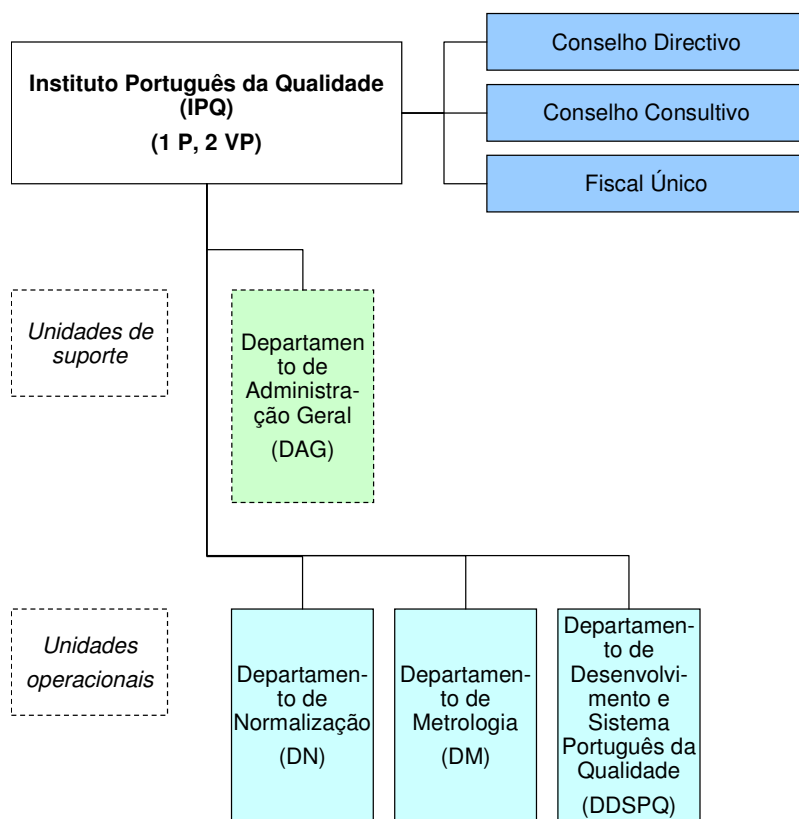 Instituto Português da Qualidade
(IPQ)
(1 P, 2 VP)
Conselho Directivo
Conselho Consultivo
Fiscal Único
Unidades de
suporte
Departamen
to de
Administra-
ção Geral
(DAG)
Unidades
operacionais
Departamen-
to de
Normalização
(DN)
Departamen-
to de
Metrologia
(DM)
Departamen-
to de
Desenvolvi-
mento e
Sistema
Português da
Qualidade
(DDSPQ)